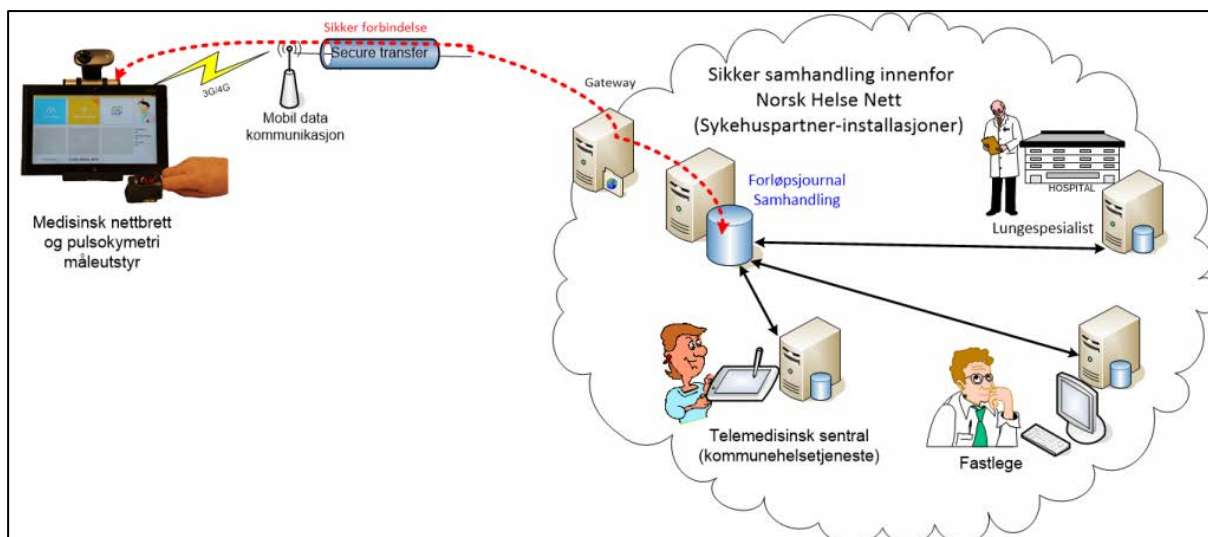 Sikker forbindelse
Secure transfer
3G/4G
Mobil data
kommunikasjon
Medisinsk nettbrett
og pulsokymetri
måleutstyr
Gateway
Sikker samhandling innenfor
Norsk Helse Nett
(Sykehuspartner-installasjoner)
Forløpsjournal
Samhandling
HOSPITAL
Lungespesialist
Telemedisinsk sentral
(kommunehelsetjeneste)
Fastlege